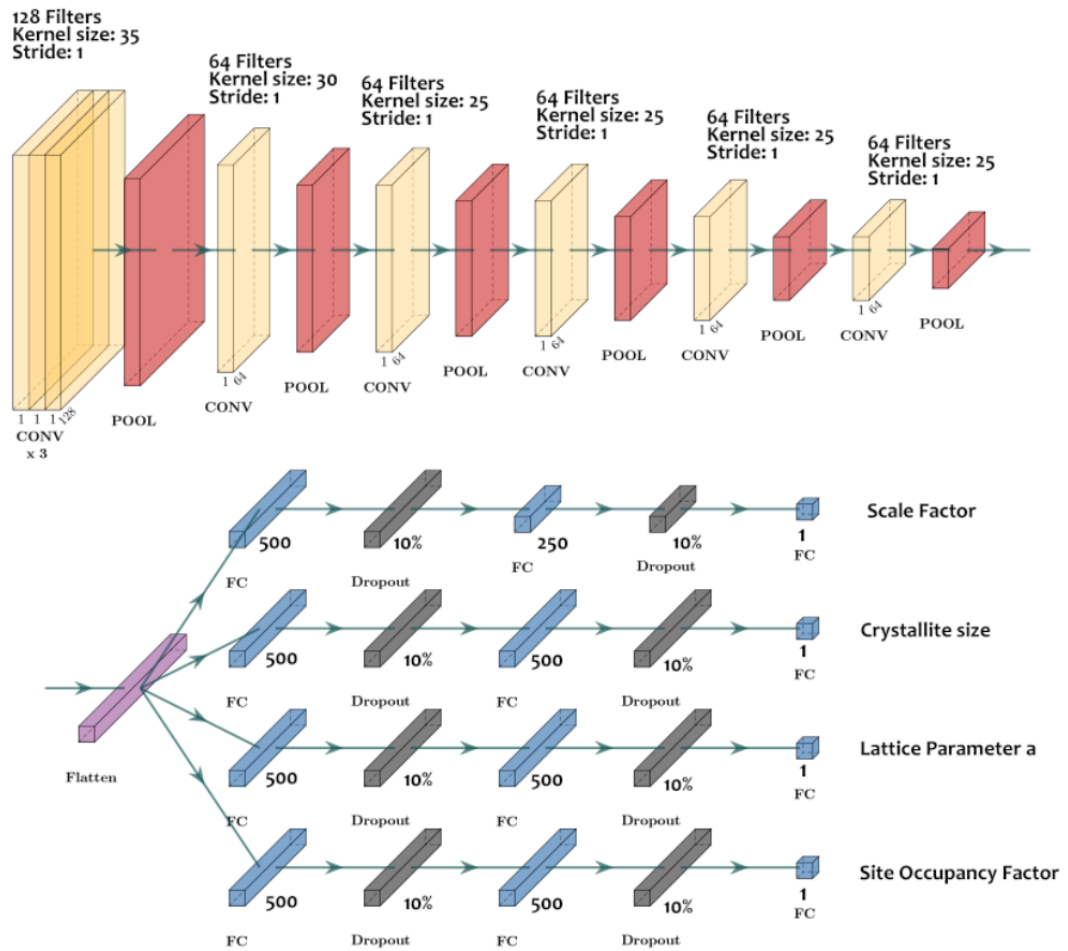 128 Filters
Kernel size: 35
Stride: 1
64 Filters
Kernel size: 30
Stride: 1
64 Filters
Kernel size: 25
Stride: 1
64 Filters
Kernel size: 25
Stride: 1
64 Filters
Kernel size: 25
Stride: 1
64 Filters
Kernel size: 25
Stride: 1
1 1 1 128
CONV
x 3
POOL
1 64
CONV
POOL
1 64
CONV
POOL
1 64
CONV
POOL
1 64
CONV
POOL
1 64
CONV
POOL
Flatten
500
FC
10%
Dropout
250
FC
10%
Dropout
1
FC
Scale Factor
500
FC
10%
Dropout
500
FC
10%
Dropout
1
FC
Crystallite size
500
FC
10%
Dropout
500
FC
10%
Dropout
1
FC
Lattice Parameter a
500
FC
10%
Dropout
500
FC
10%
Dropout
1
FC
Site Occupancy Factor